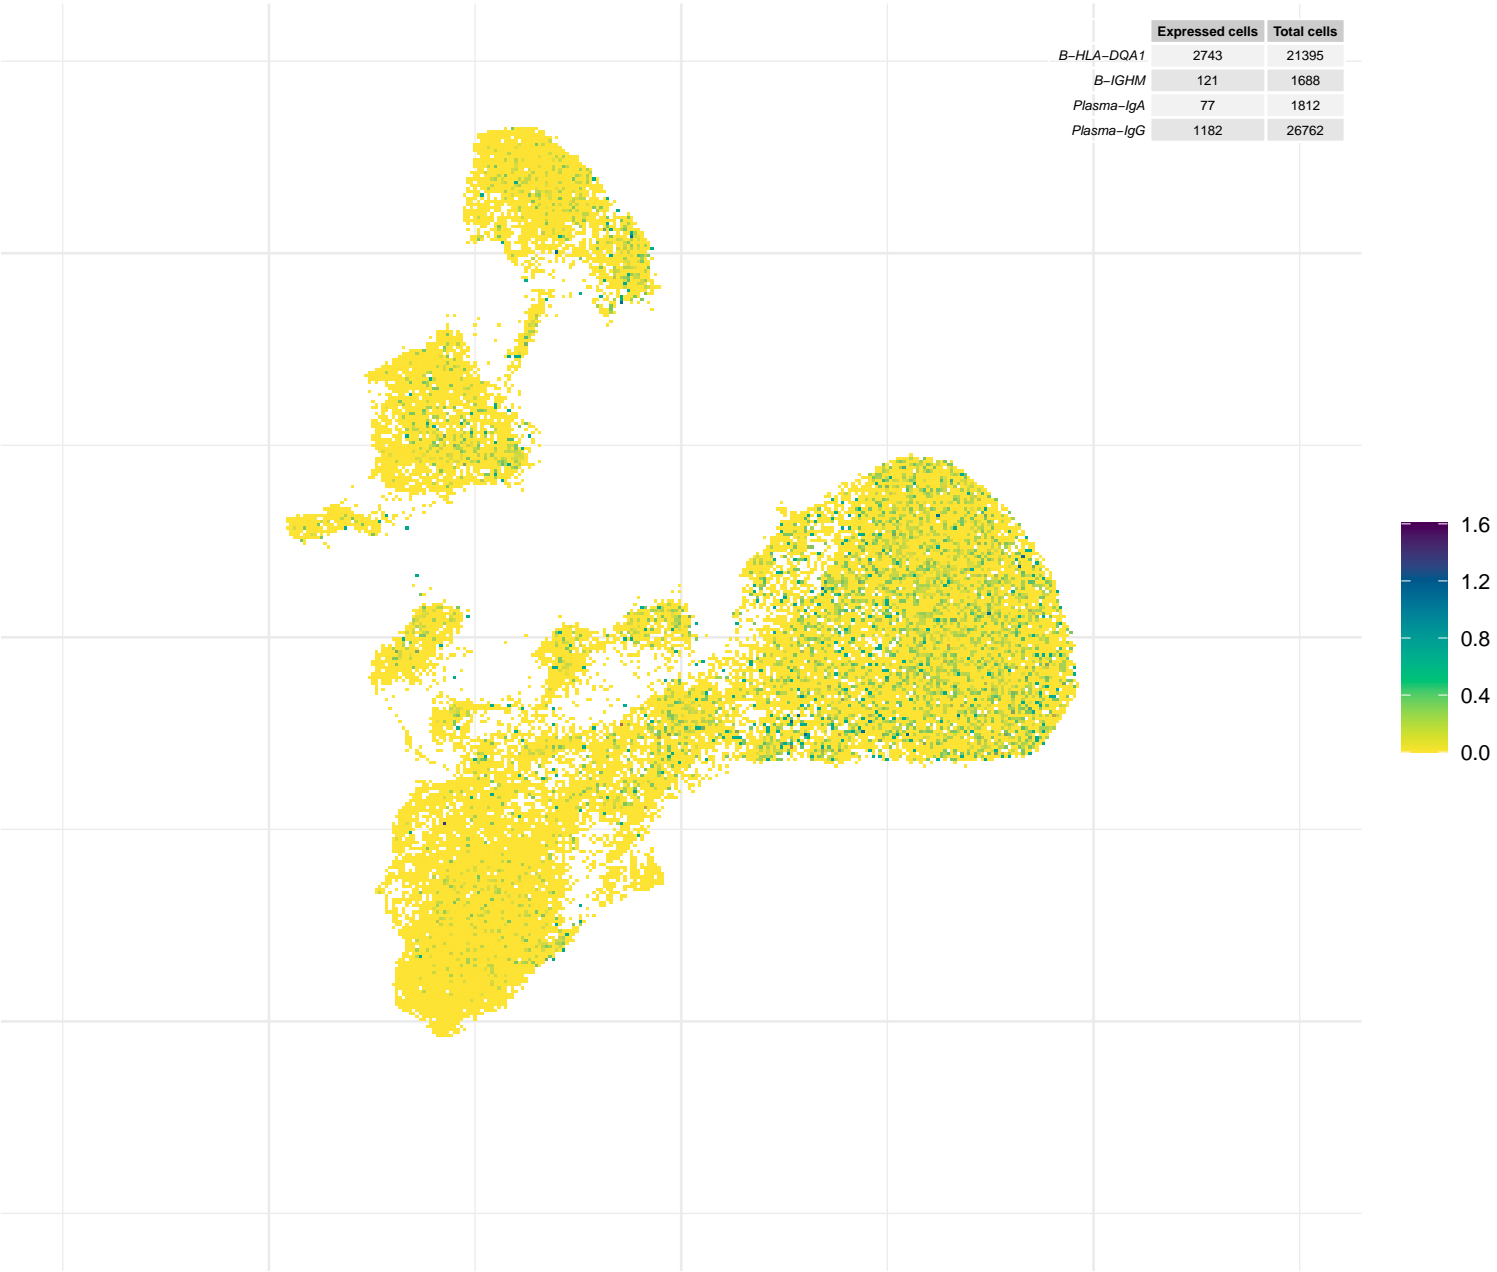 Expressed cells Total cells
B−HLA−DQA1 2743 21395
B−IGHM 121 1688
Plasma−IgA 77 1812
Plasma−IgG 1182 26762
1.6
1.2
0.8
0.4
0.0